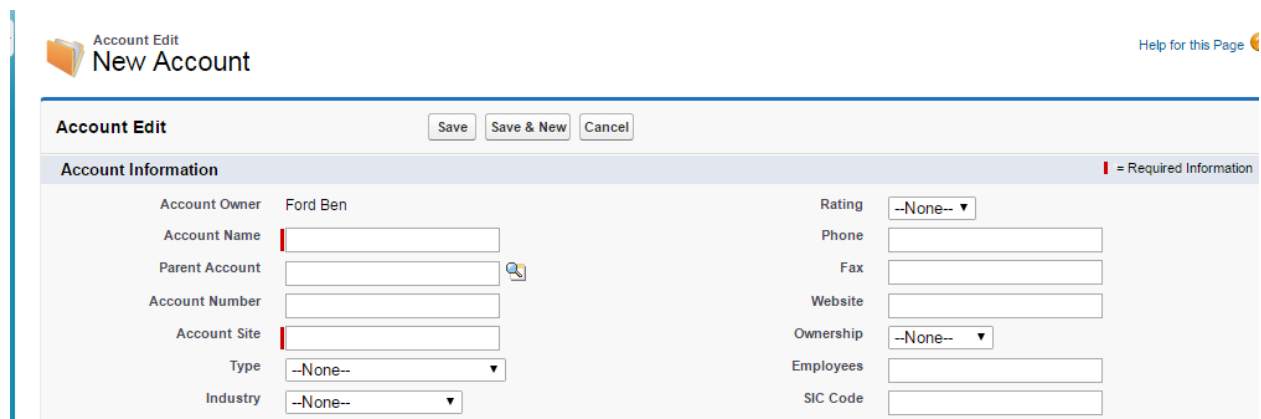 Account Edit
New Account
Help for this Page
Account Edit
Save
Save & New
Cancel
Account Information
= Required Information
Account Owner Ford Ben
Rating --None--
Account Name
Phone
Parent Account
Fax
Account Number
Website
Account Site
Ownership --None--
Type --None--
Employees
Industry --None--
SIC Code